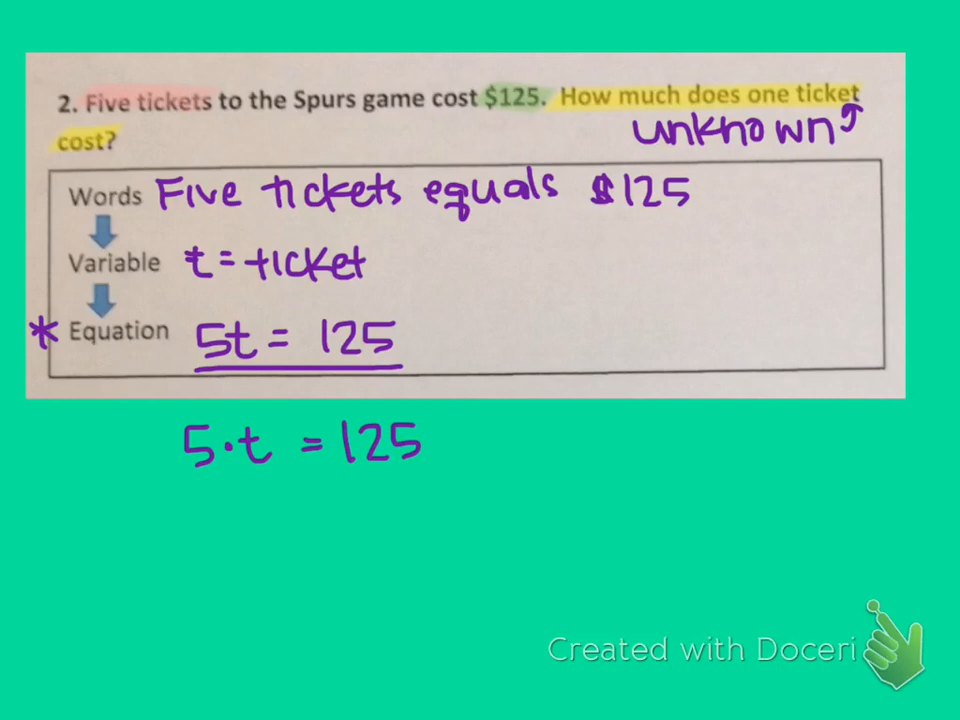 2. Five tickets to the Spurs game cost $125. How much does one ticket
cost?
unknown
Words Five tickets equals $125
Variable t = ticket
* Equation 5t = 125
5·t = 125
Created with Doceri